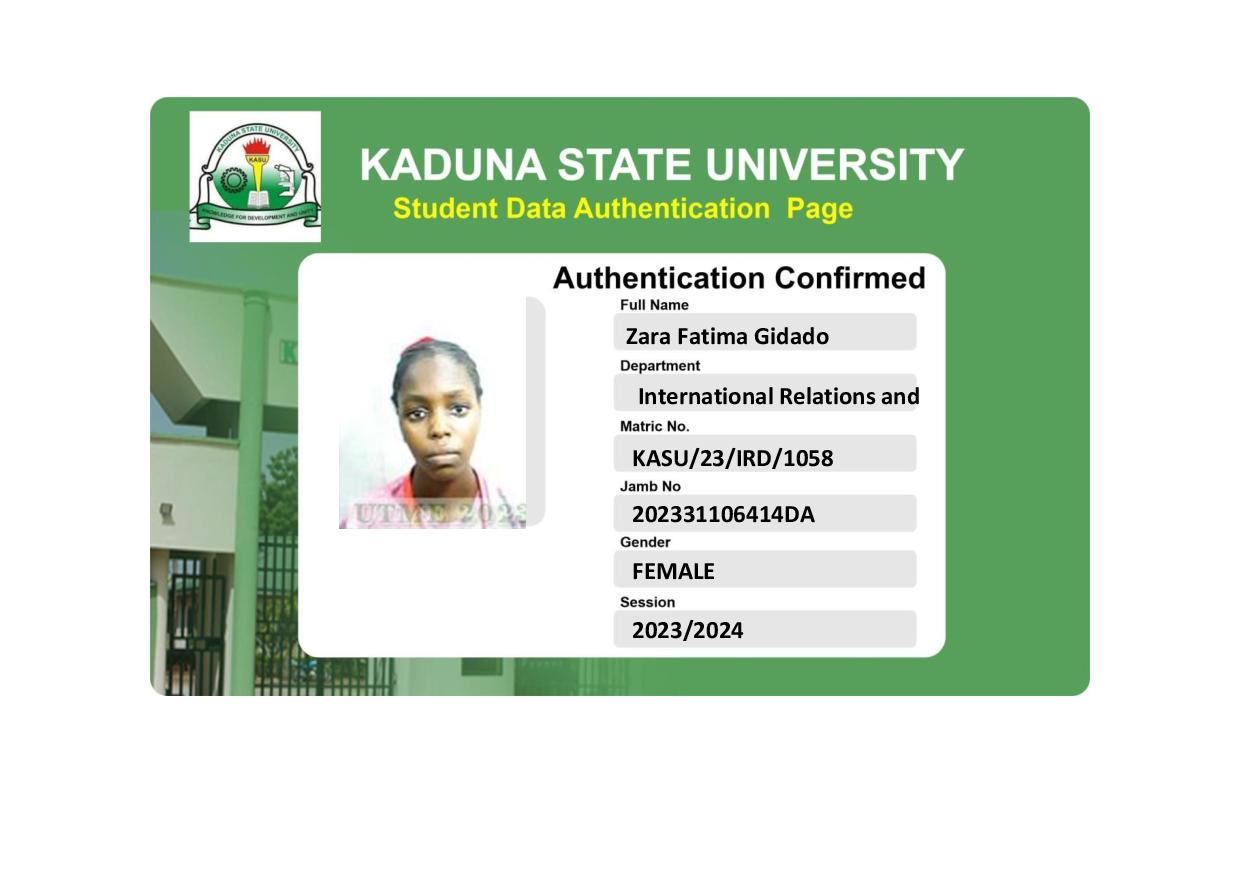 KADUNA STATE UNIVERSITY
KASU
KNOWLEDGE FOR DEVELOPMENT AND UNITY
KADUNA STATE UNIVERSITY
Student Data Authentication Page
Authentication Confirmed
Full Name
Zara Fatima Gidado
Department
International Relations and
Matric No.
KASU/23/IRD/1058
Jamb No
202331106414DA
Gender
FEMALE
Session
2023/2024
UTME 2023
K